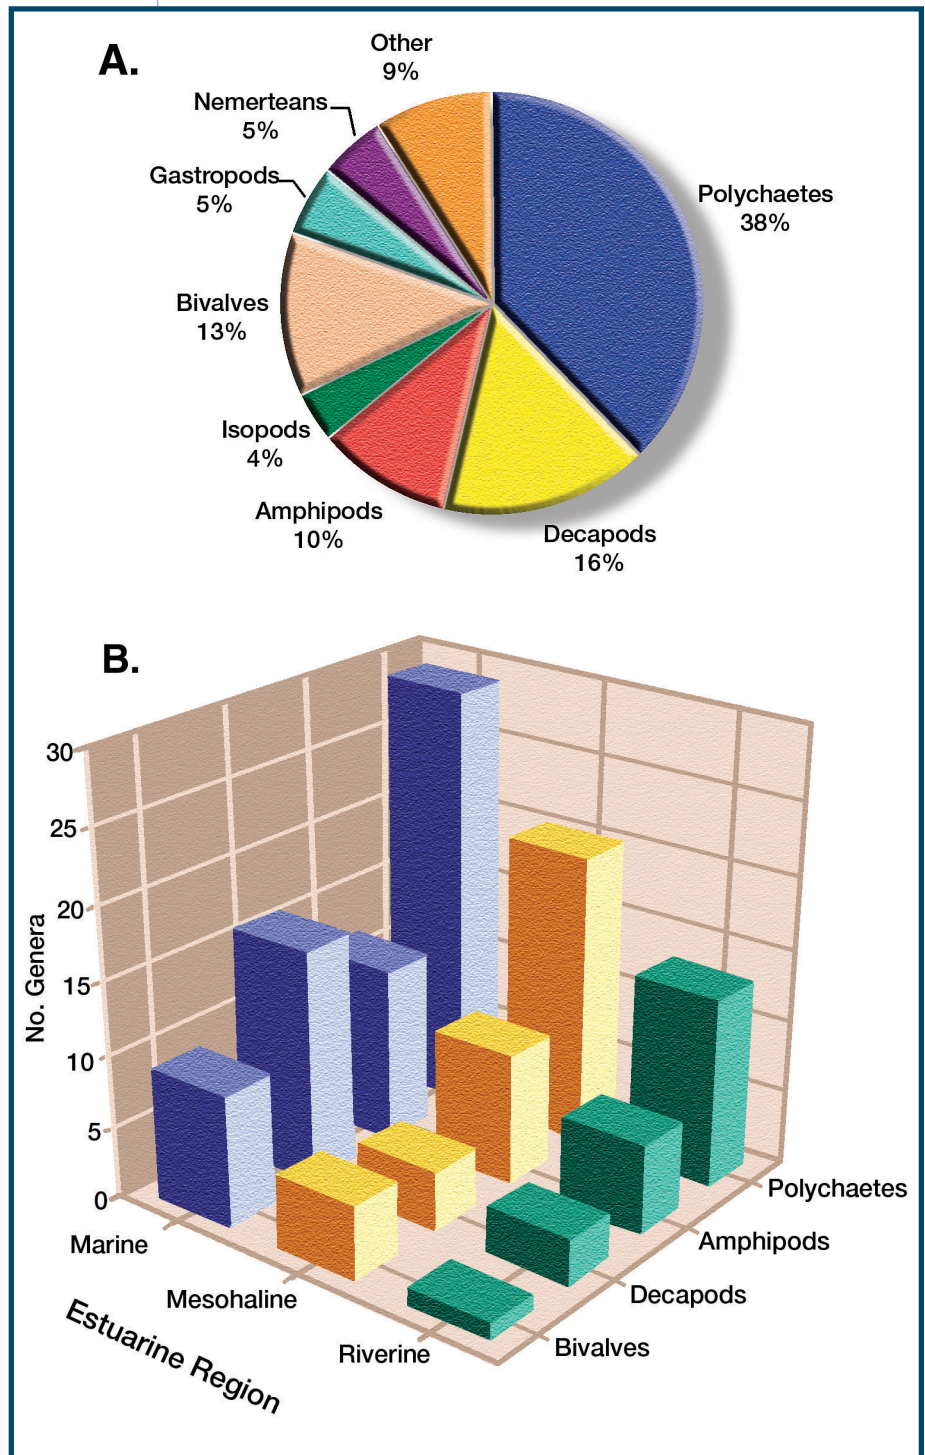 A.
Other
9%
Nemerteans
5%
Gastropods
5%
Polychaetes
38%
Bivalves
13%
Isopods
4%
Amphipods
10%
Decapods
16%
B.
30
25
20
15
10
5
0
No. Genera
Marine
Mesohaline
Riverine
Estuarine Region
Polychaetes
Amphipods
Decapods
Bivalves